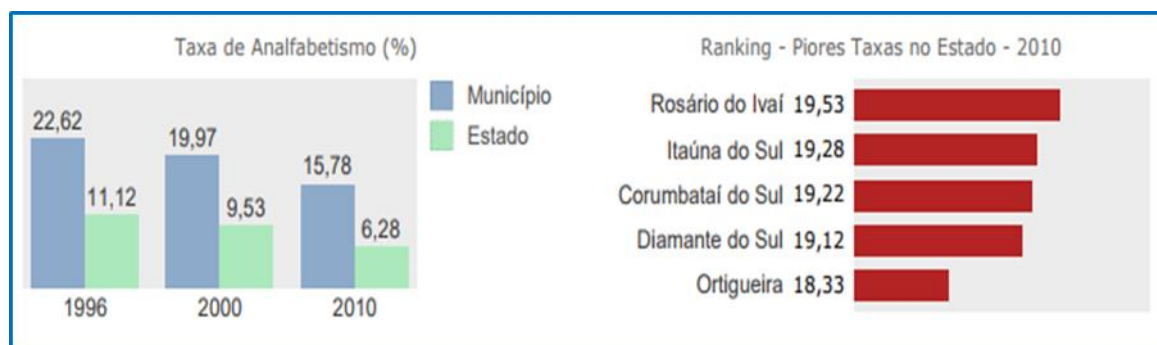 Taxa de Analfabetismo (%)
Município
Estado
22,62
11,12
19,97
9,53
15,78
6,28
1996
2000
2010
Ranking - Piores Taxas no Estado - 2010
Rosário do Ivaí 19,53
Itaúna do Sul 19,28
Corumbataí do Sul 19,22
Diamante do Sul 19,12
Ortigueira 18,33